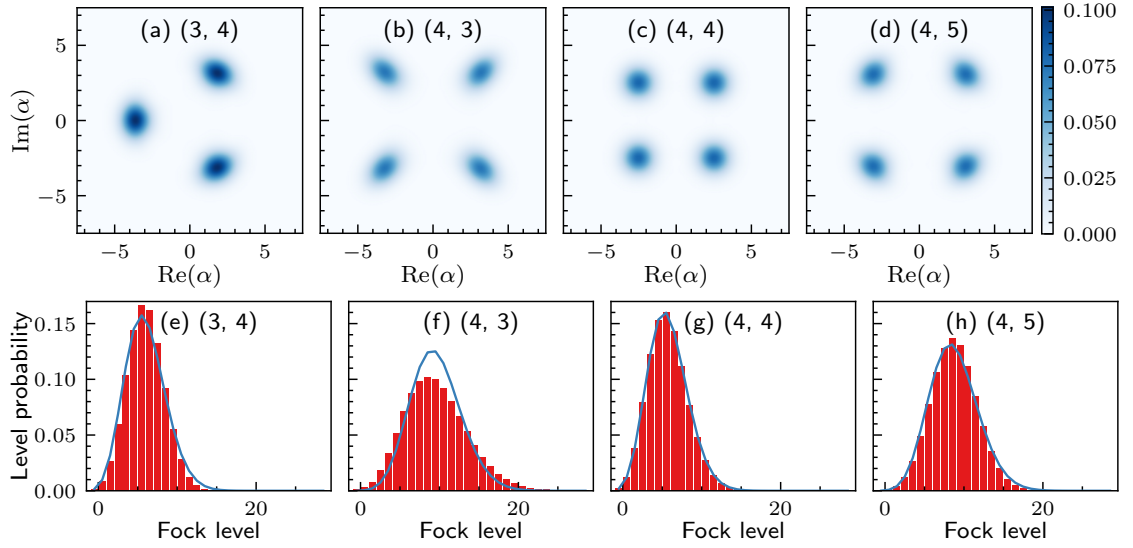 (a) (3, 4)
(b) (4, 3)
(c) (4, 4)
(d) (4, 5)
5
0
−5
Im(α)
−5 0 5
−5 0 5
−5 0 5
−5 0 5
Re(α)
Re(α)
Re(α)
Re(α)
0.100
0.075
0.050
0.025
0.000
(e) (3, 4)
(f) (4, 3)
(g) (4, 4)
(h) (4, 5)
0.15
0.10
0.05
0.00
Level probability
0 20
0 20
0 20
0 20
Fock level
Fock level
Fock level
Fock level